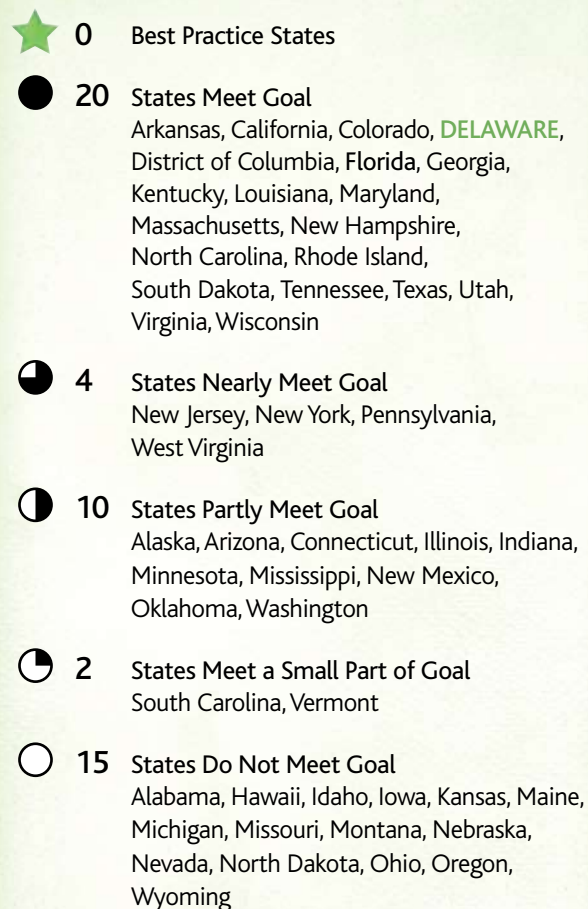 0 Best Practice States
20 States Meet Goal
Arkansas, California, Colorado, DELAWARE,
District of Columbia, Florida, Georgia,
Kentucky, Louisiana, Maryland,
Massachusetts, New Hampshire,
North Carolina, Rhode Island,
South Dakota, Tennessee, Texas, Utah,
Virginia, Wisconsin
4 States Nearly Meet Goal
New Jersey, New York, Pennsylvania,
West Virginia
10 States Partly Meet Goal
Alaska, Arizona, Connecticut, Illinois, Indiana,
Minnesota, Mississippi, New Mexico,
Oklahoma, Washington
2 States Meet a Small Part of Goal
South Carolina, Vermont
15 States Do Not Meet Goal
Alabama, Hawaii, Idaho, Iowa, Kansas, Maine,
Michigan, Missouri, Montana, Nebraska,
Nevada, North Dakota, Ohio, Oregon,
Wyoming